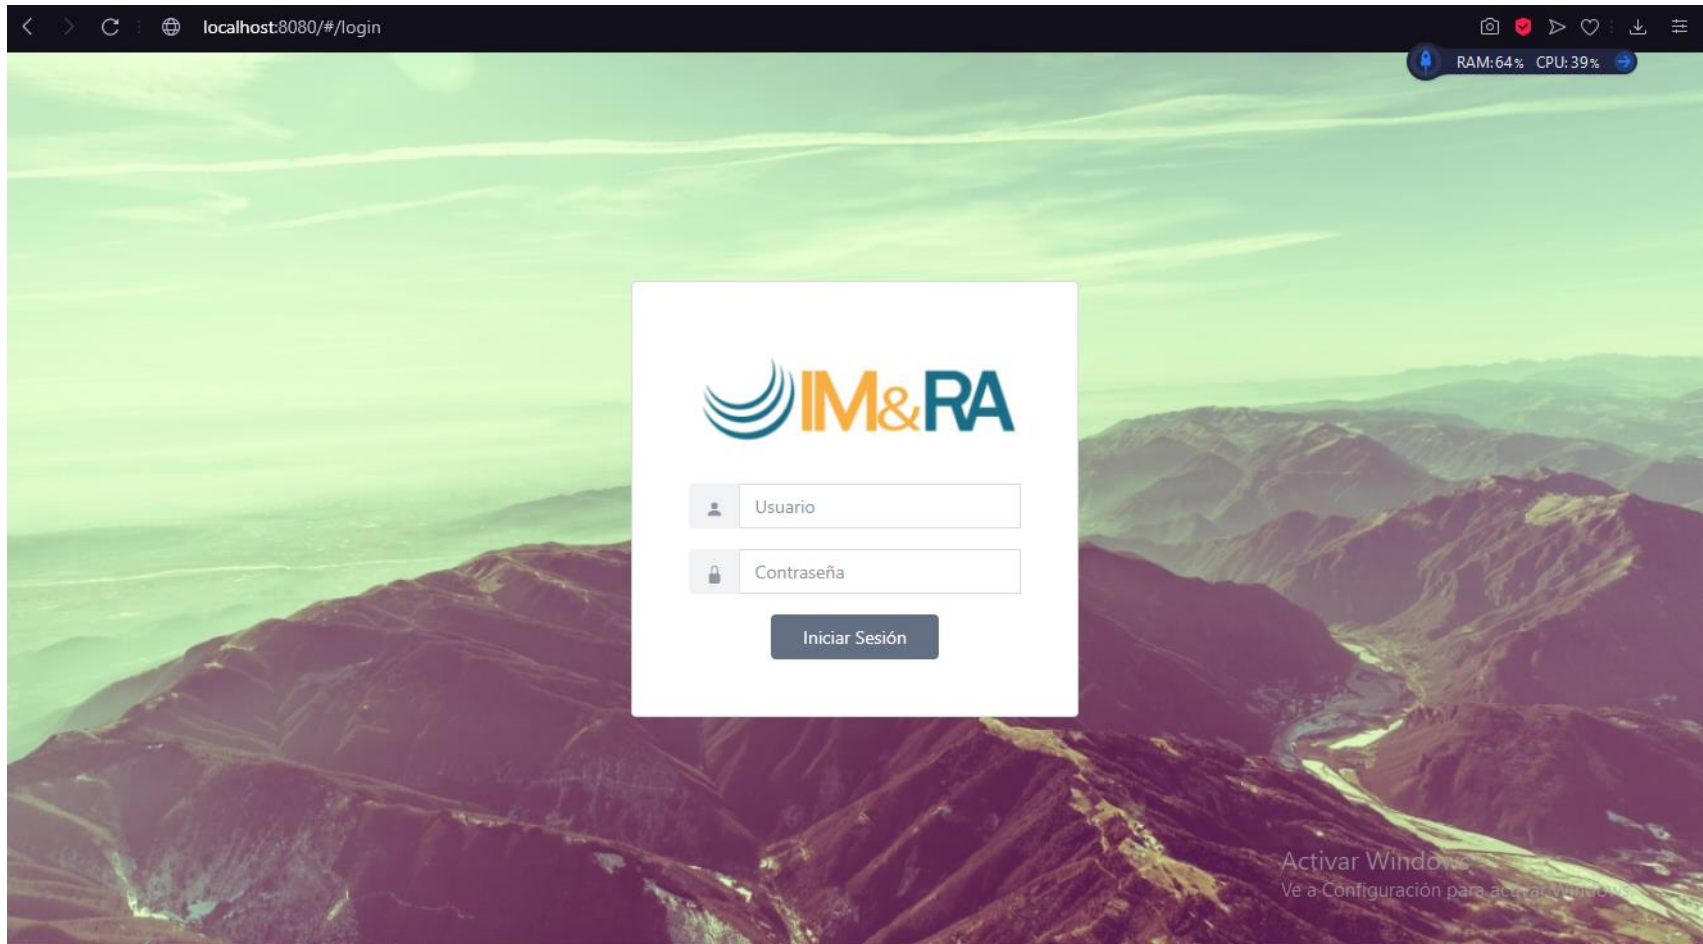 localhost:8080/#/login
RAM:64% CPU:39%
IM&RA
Usuario
Contraseña
Iniciar Sesión
Activar Windows
Ve a Configuración para activar Windows.